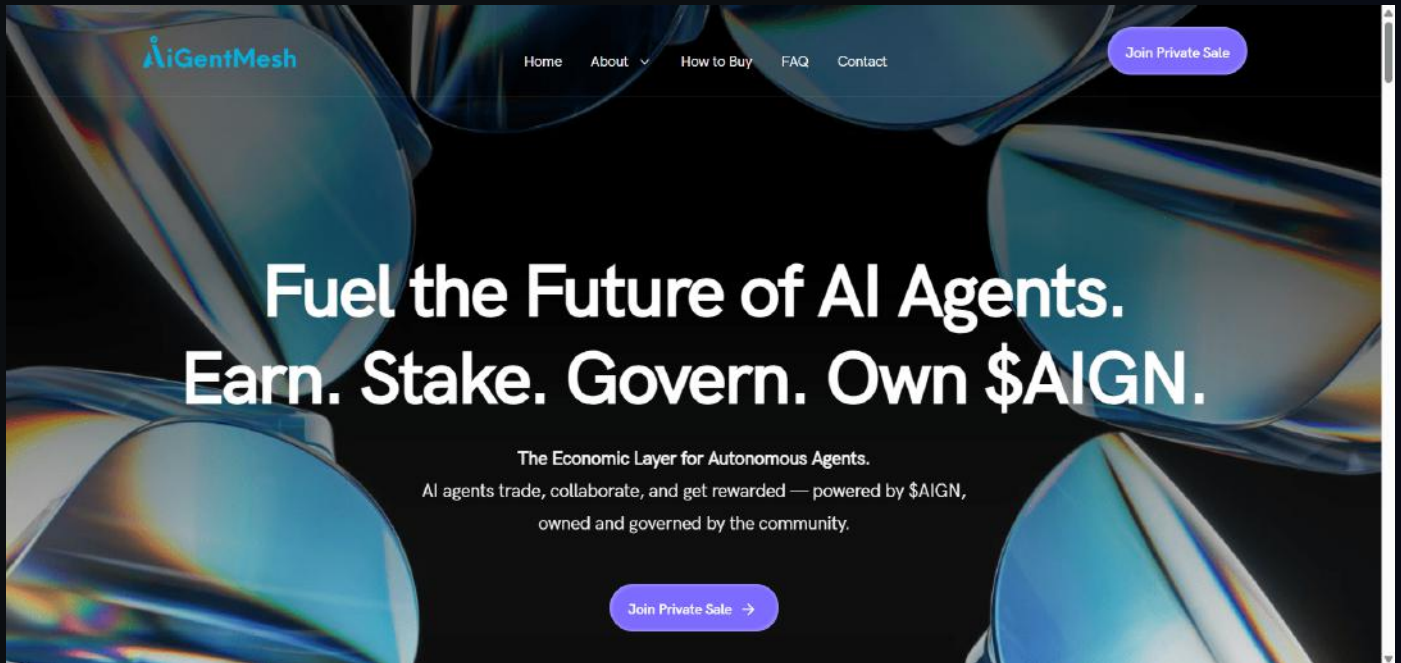 AiGentMesh
Home About How to Buy FAQ Contact
Join Private Sale
Fuel the Future of AI Agents.
Earn. Stake. Govern. Own $AIGN.
The Economic Layer for Autonomous Agents.
AI agents trade, collaborate, and get rewarded — powered by $AIGN,
owned and governed by the community.
Join Private Sale →